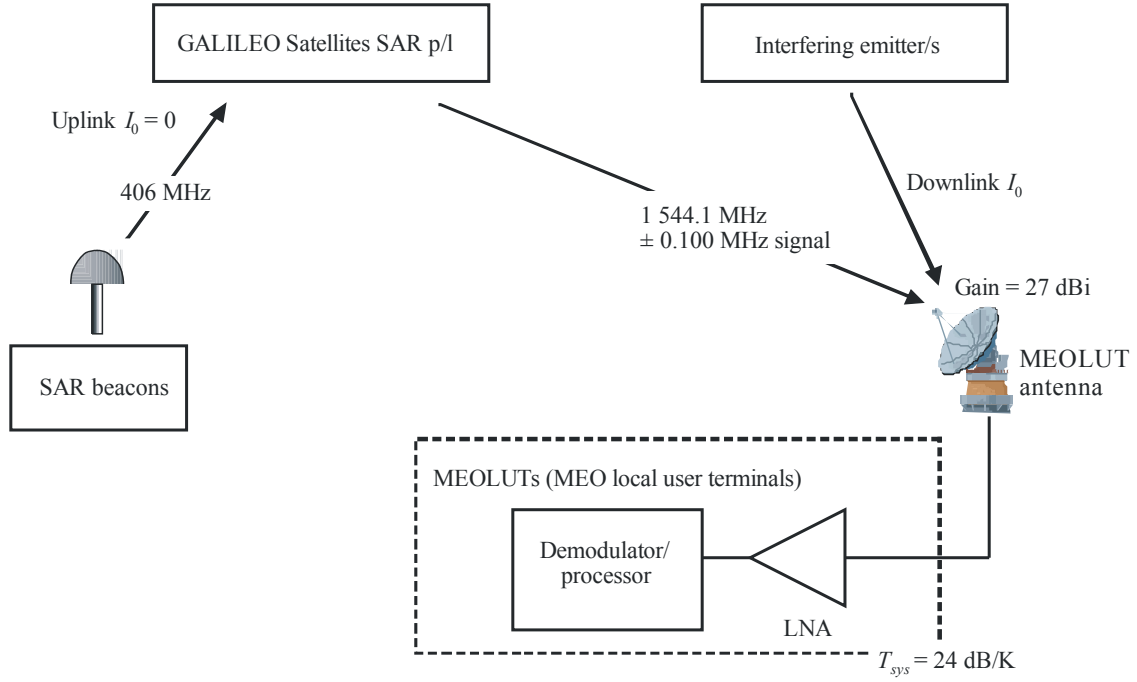 GALILEO Satellites SAR p/l
Interfering emitter/s
Uplink I₀ = 0
406 MHz
Downlink I₀
1 544.1 MHz
± 0.100 MHz signal
Gain = 27 dBi
MEOLUT
antenna
SAR beacons
MEOLUTs (MEO local user terminals)
Demodulator/
processor
LNA
Tsys = 24 dB/K